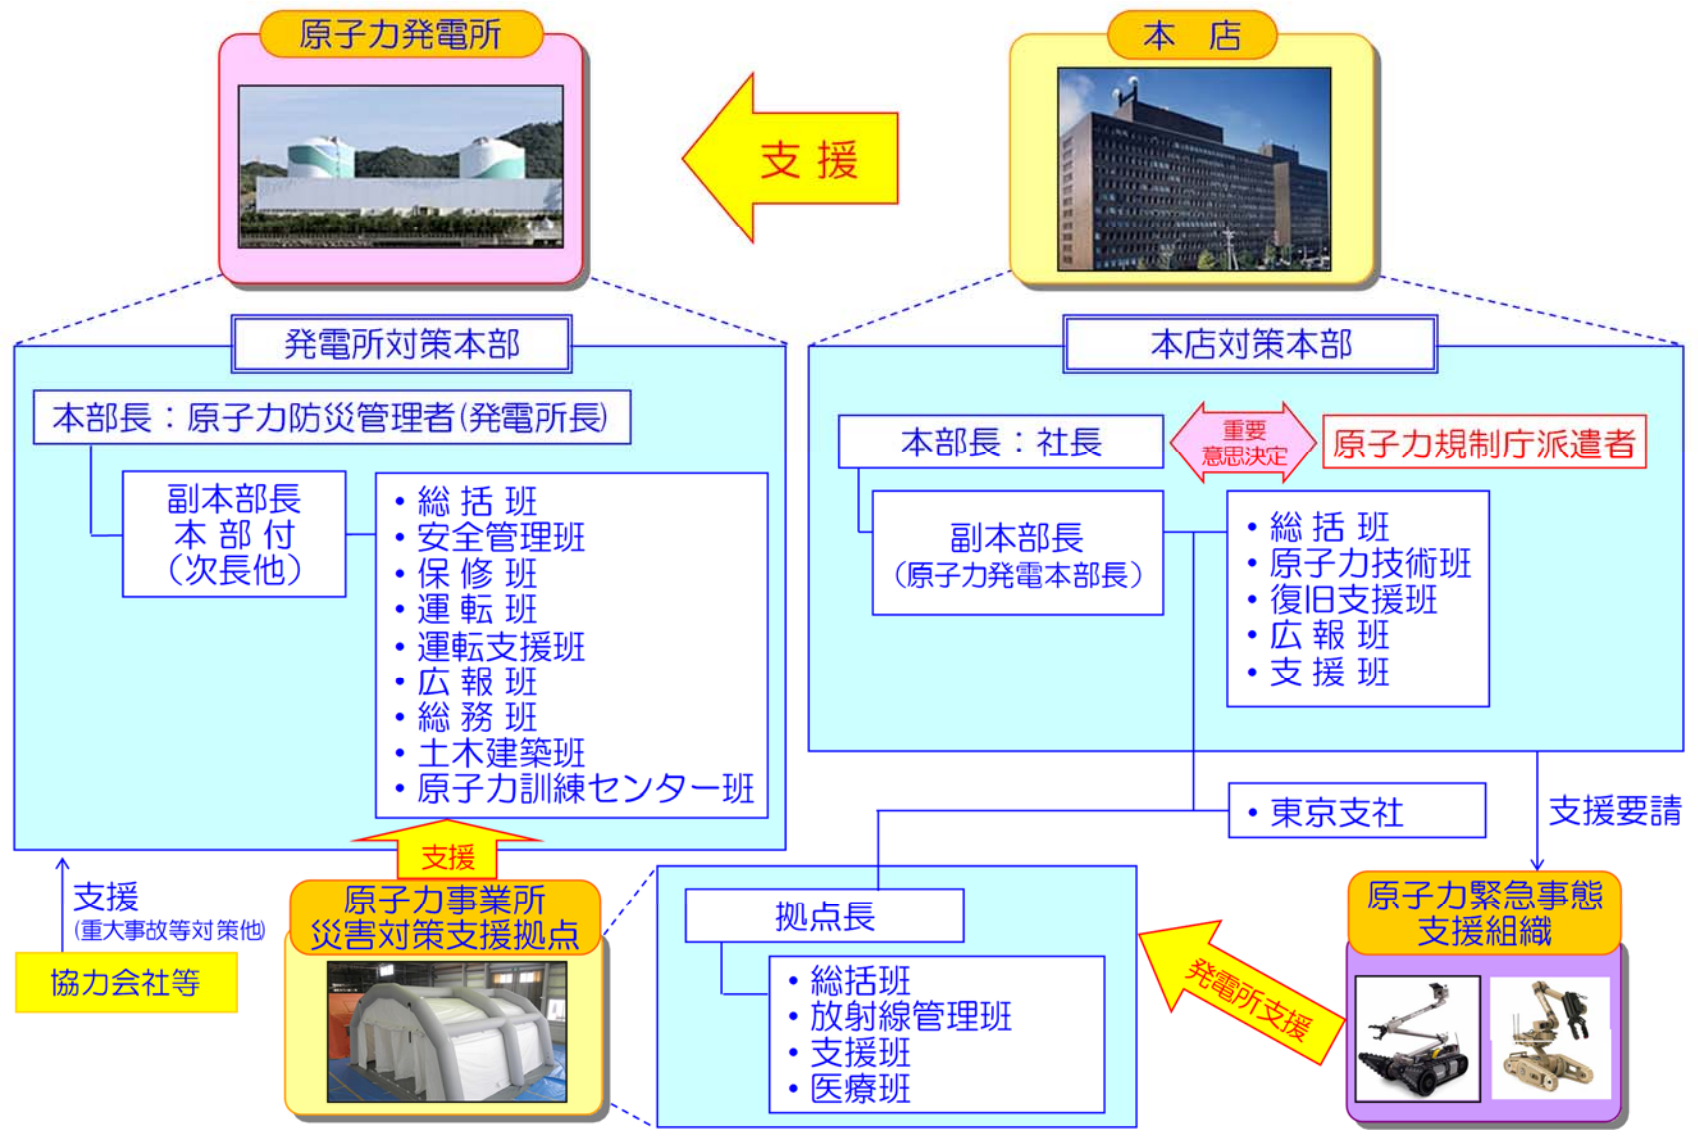 原子力発電所
本 店
支 援
発電所対策本部
本部長：原子力防災管理者(発電所長)
副本部長
本 部 付
（次長他）
・総 括 班
・安全管理班
・保 修 班
・運 転 班
・運転支援班
・広 報 班
・総 務 班
・土木建築班
・原子力訓練センター班
本店対策本部
本部長：社長
重要
意思決定
原子力規制庁派遣者
副本部長
（原子力発電本部長）
・総 括 班
・原子力技術班
・復旧支援班
・広 報 班
・支 援 班
・東京支社
支援要請
支援
支援
(重大事故等対策他)
協力会社等
原子力事業所
災害対策支援拠点
拠点長
・総括班
・放射線管理班
・支援班
・医療班
発電所支援
原子力緊急事態
支援組織